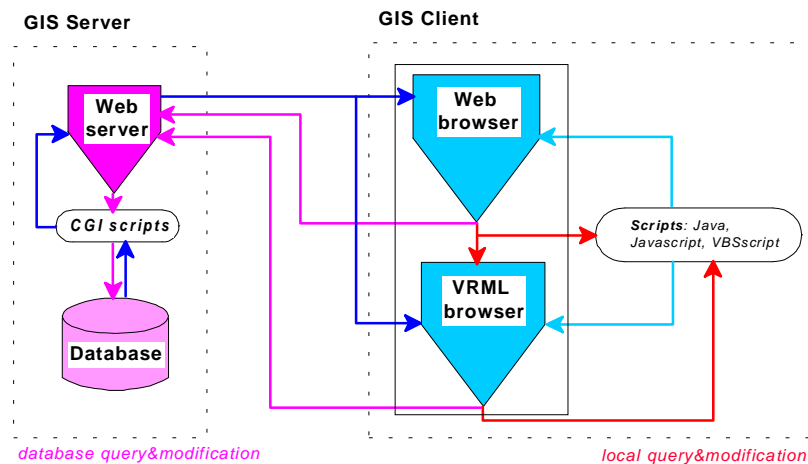 GIS Server
GIS Client
Web
server
Web
browser
CGI scripts
Scripts: Java,
Javascript, VBSscript
VRML
browser
Database
database query&modification
local query&modification